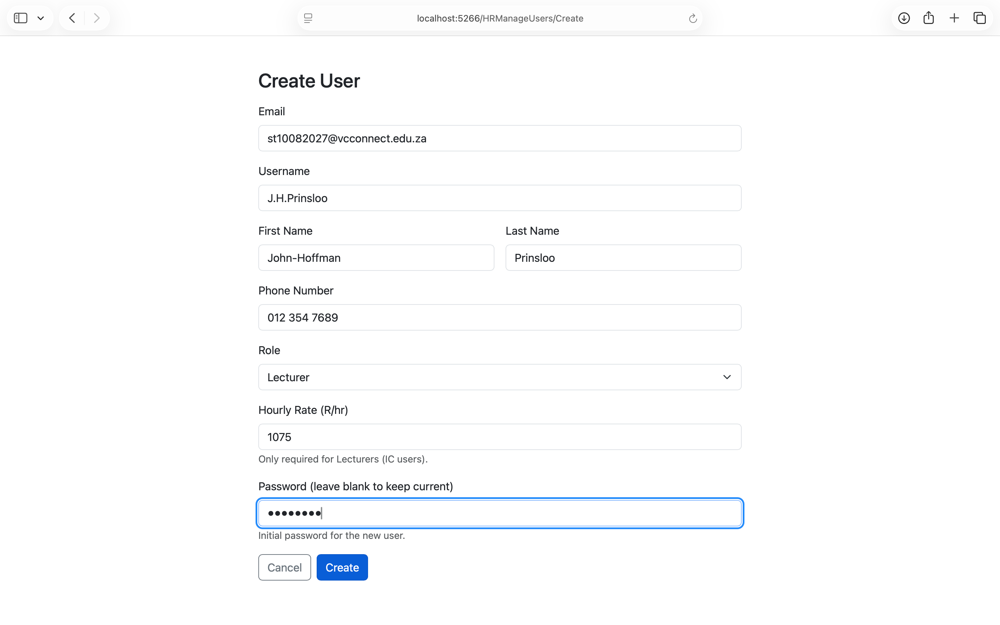 localhost:5266/HRManageUsers/Create
Create User
Email
st10082027@vcconnect.edu.za
Username
J.H.Prinsloo
First Name
Last Name
John-Hoffman
Prinsloo
Phone Number
012 354 7689
Role
Lecturer
Hourly Rate (R/hr)
1075
Only required for Lecturers (IC users).
Password (leave blank to keep current)
••••••••
Initial password for the new user.
Cancel
Create